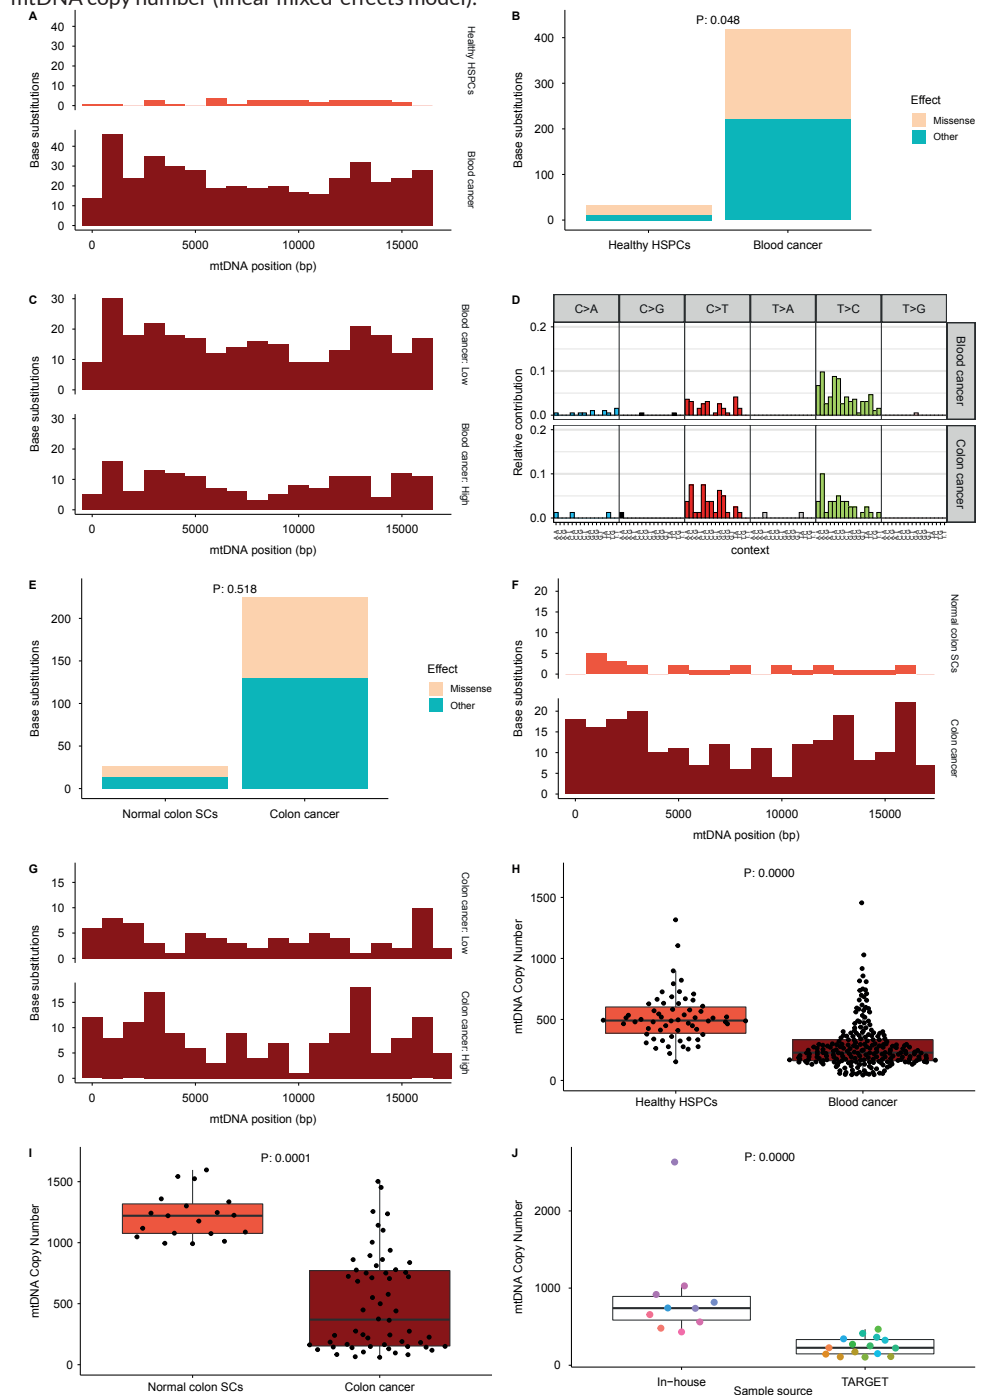 mtDNA copy number (linear mixed-effects model).
A
Base substitutions
40
30
20
10
0
Healthy HSPCs
40
30
20
10
0
Blood cancer
0 5000 10000 15000
mtDNA position (bp)
B
P: 0.048
Base substitutions
400
300
200
100
0
Healthy HSPCs Blood cancer
Effect
Missense
Other
C
Base substitutions
30
20
10
0
Blood cancer: Low
30
20
10
0
Blood cancer: High
0 5000 10000 15000
mtDNA position (bp)
D
C>A C>G C>T T>A T>C T>G
Relative contribution
0.2
0.1
0.0
Blood cancer
0.2
0.1
0.0
Colon cancer
context
E
P: 0.518
Base substitutions
200
150
100
50
0
Normal colon SCs Colon cancer
Effect
Missense
Other
F
Base substitutions
20
15
10
5
0
Normal colon SCs
20
15
10
5
0
Colon cancer
0 5000 10000 15000
mtDNA position (bp)
G
Base substitutions
15
10
5
0
Colon cancer: Low
15
10
5
0
Colon cancer: High
0 5000 10000 15000
mtDNA position (bp)
H
P: 0.0000
mtDNA Copy Number
1500
1000
500
0
Healthy HSPCs Blood cancer
I
P: 0.0001
mtDNA Copy Number
1500
1000
500
0
Normal colon SCs Colon cancer
J
P: 0.0000
mtDNA Copy Number
2000
1000
0
In-house TARGET
Sample source